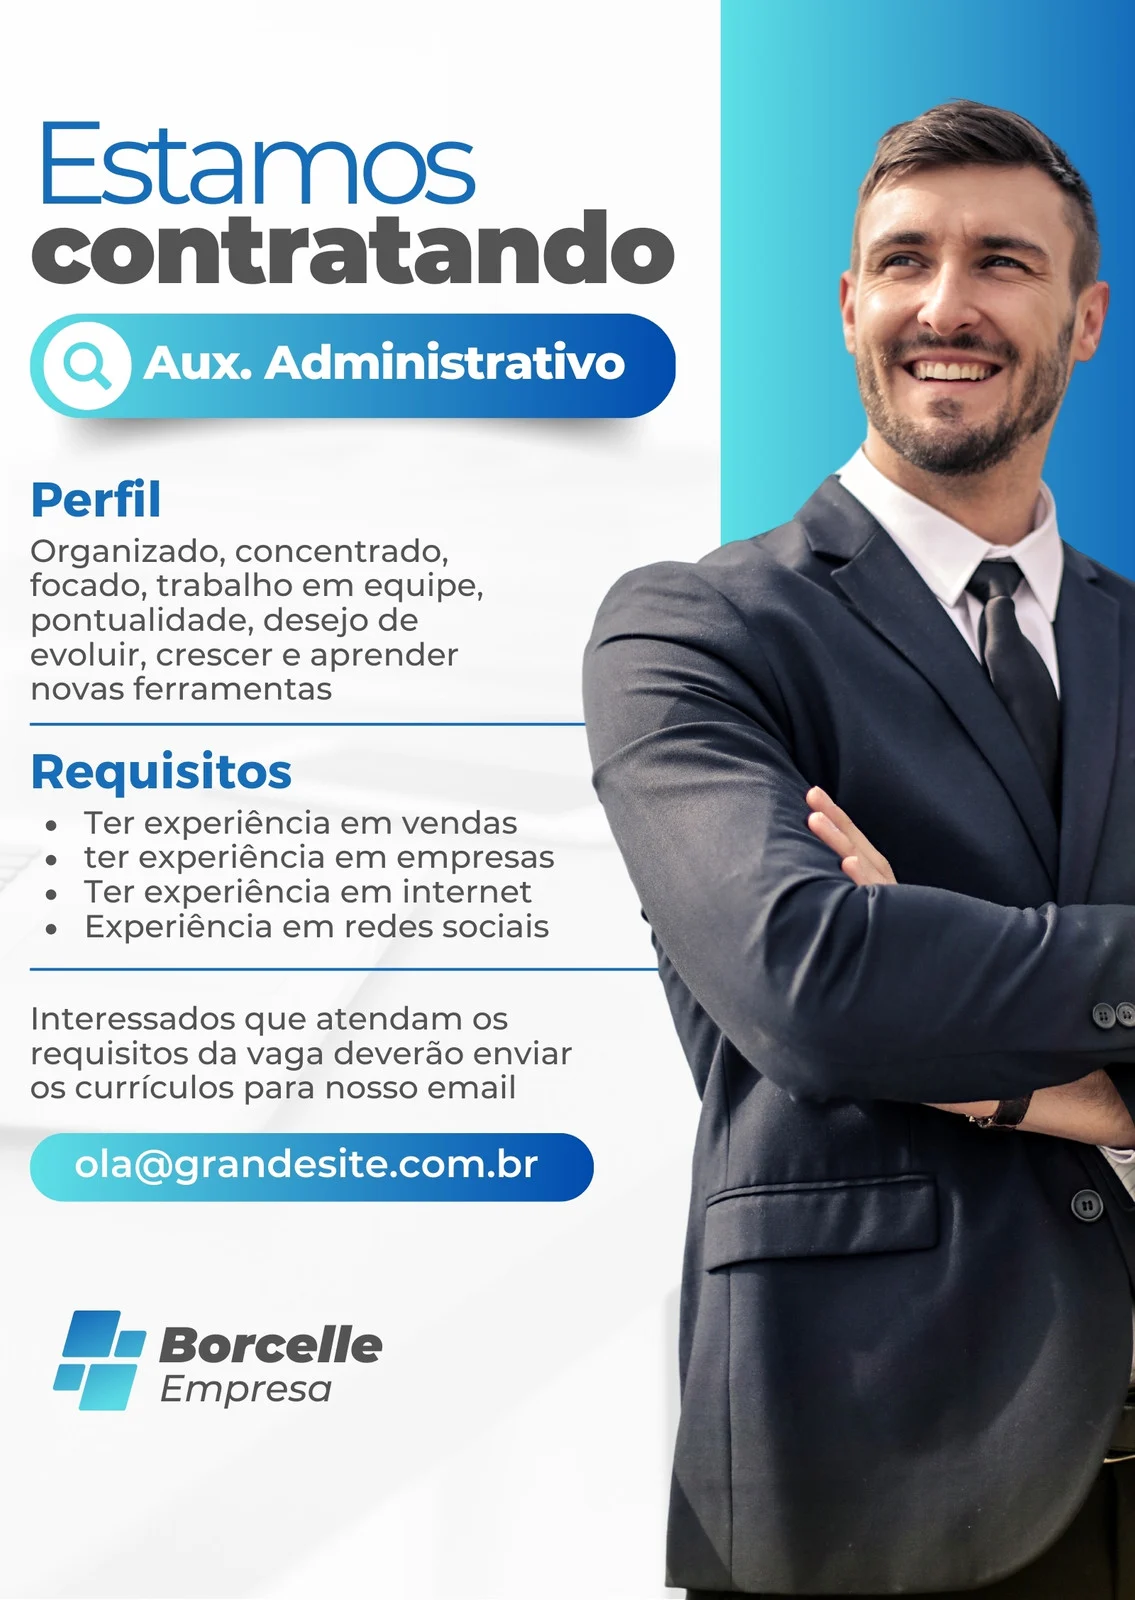 Estamos
contratando
Aux. Administrativo
Perfil
Organizado, concentrado,
focado, trabalho em equipe,
pontualidade, desejo de
evoluir, crescer e aprender
novas ferramentas
Requisitos
• Ter experiência em vendas
• ter experiência em empresas
• Ter experiência em internet
• Experiência em redes sociais
Interessados que atendam os
requisitos da vaga deverão enviar
os currículos para nosso email
ola@grandesite.com.br
Borcelle
Empresa